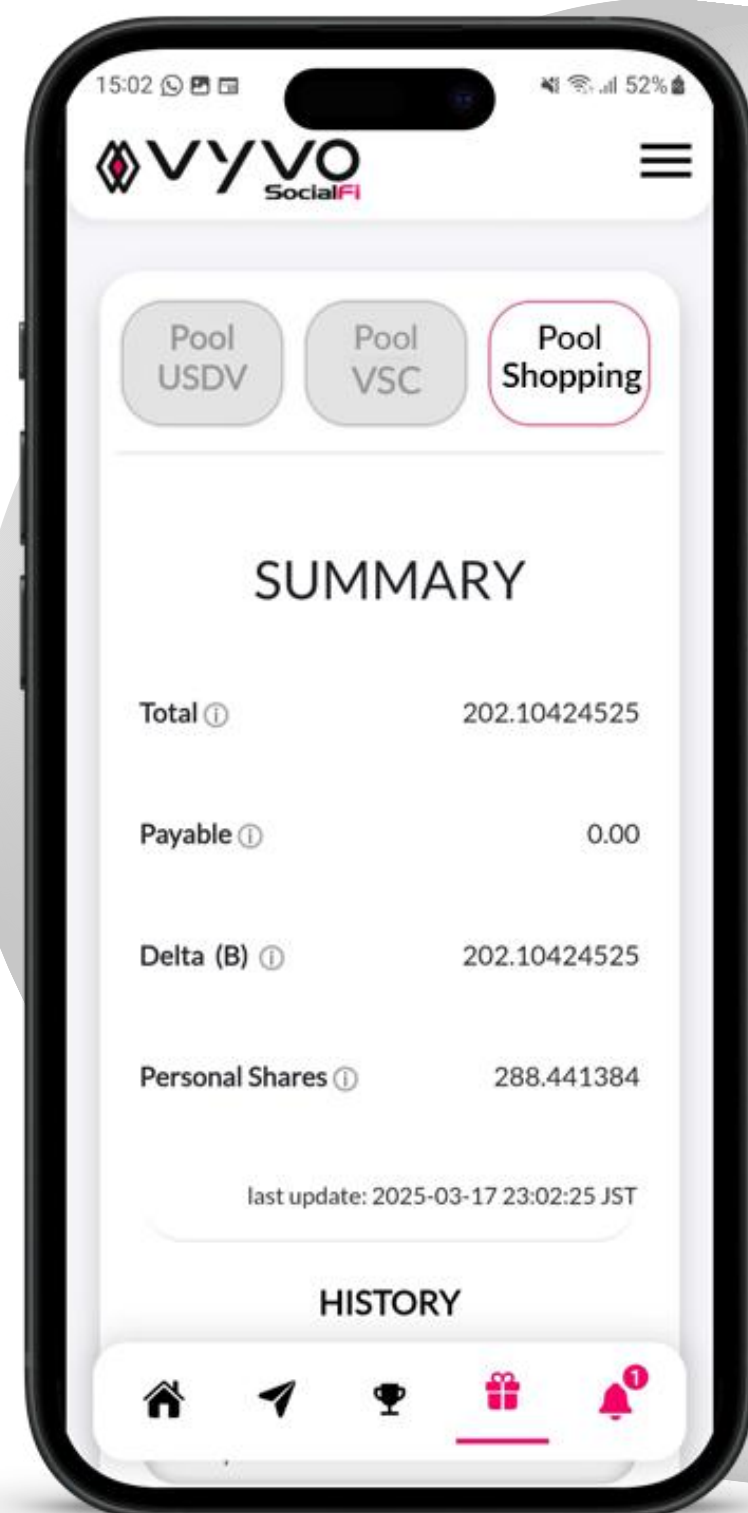 15:02 52%
VYVO
SocialFi
Pool
USDV
Pool
VSC
Pool
Shopping
SUMMARY
Total 202.10424525
Payable 0.00
Delta (B) 202.10424525
Personal Shares 288.441384
last update: 2025-03-17 23:02:25 JST
HISTORY
1